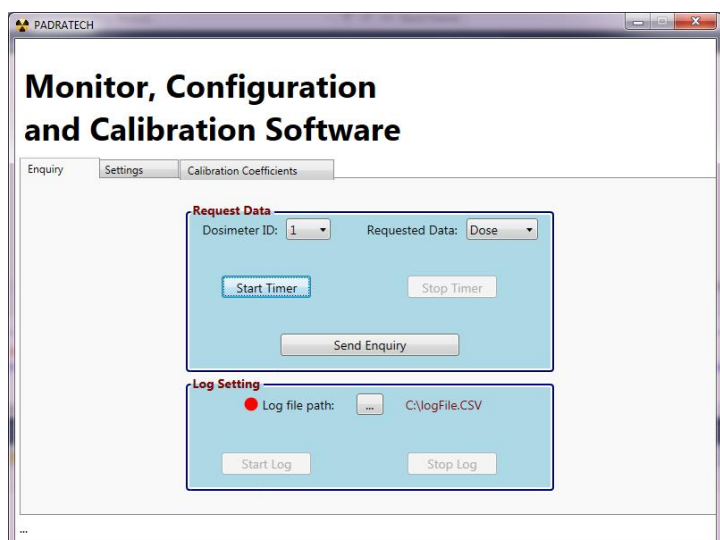 PADRATECH
Monitor, Configuration
and Calibration Software
Enquiry Settings Calibration Coefficients
Request Data
Dosimeter ID: 1 Requested Data: Dose
Start Timer Stop Timer
Send Enquiry
Log Setting
Log file path: ... C:\logFile.CSV
Start Log Stop Log
...